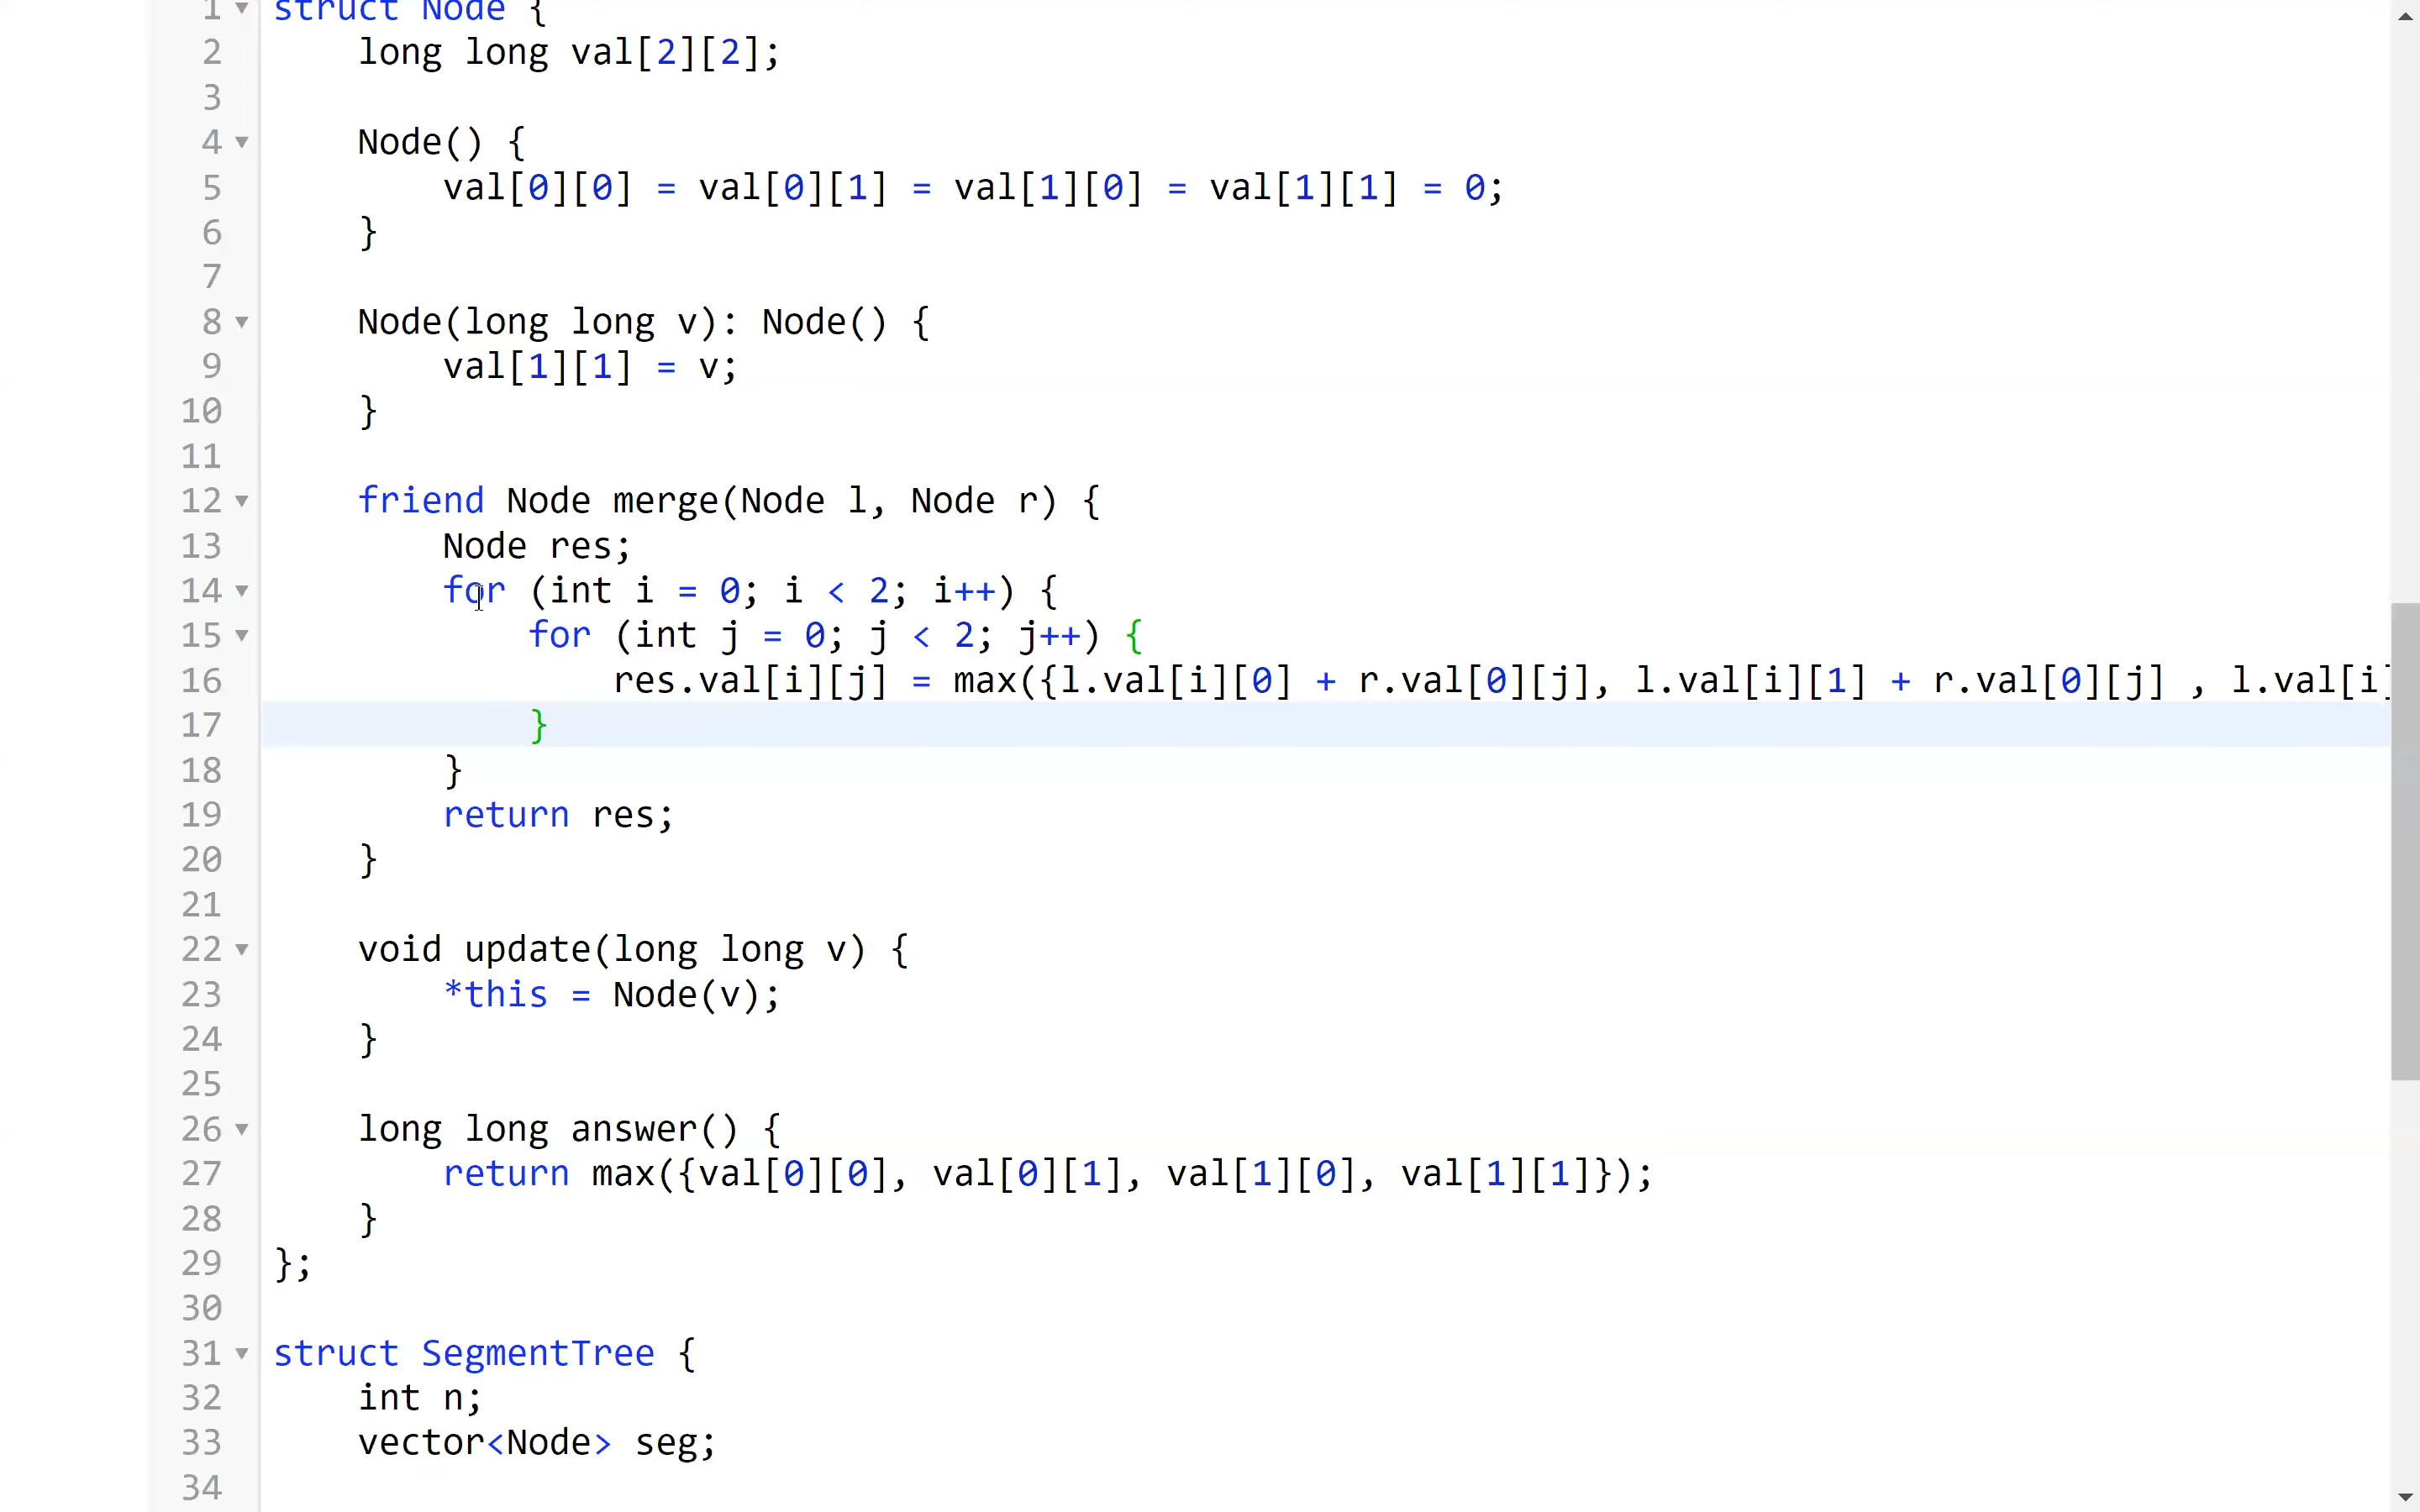 1 struct Node {
2 long long val[2][2];
3
4 Node() {
5 val[0][0] = val[0][1] = val[1][0] = val[1][1] = 0;
6 }
7
8 Node(long long v): Node() {
9 val[1][1] = v;
10 }
11
12 friend Node merge(Node l, Node r) {
13 Node res;
14 for (int i = 0; i < 2; i++) {
15 for (int j = 0; j < 2; j++) {
16 res.val[i][j] = max({l.val[i][0] + r.val[0][j], l.val[i][1] + r.val[0][j] , l.val[i]
17 }
18 }
19 return res;
20 }
21
22 void update(long long v) {
23 *this = Node(v);
24 }
25
26 long long answer() {
27 return max({val[0][0], val[0][1], val[1][0], val[1][1]});
28 }
29 };
30
31 struct SegmentTree {
32 int n;
33 vector<Node> seg;
34